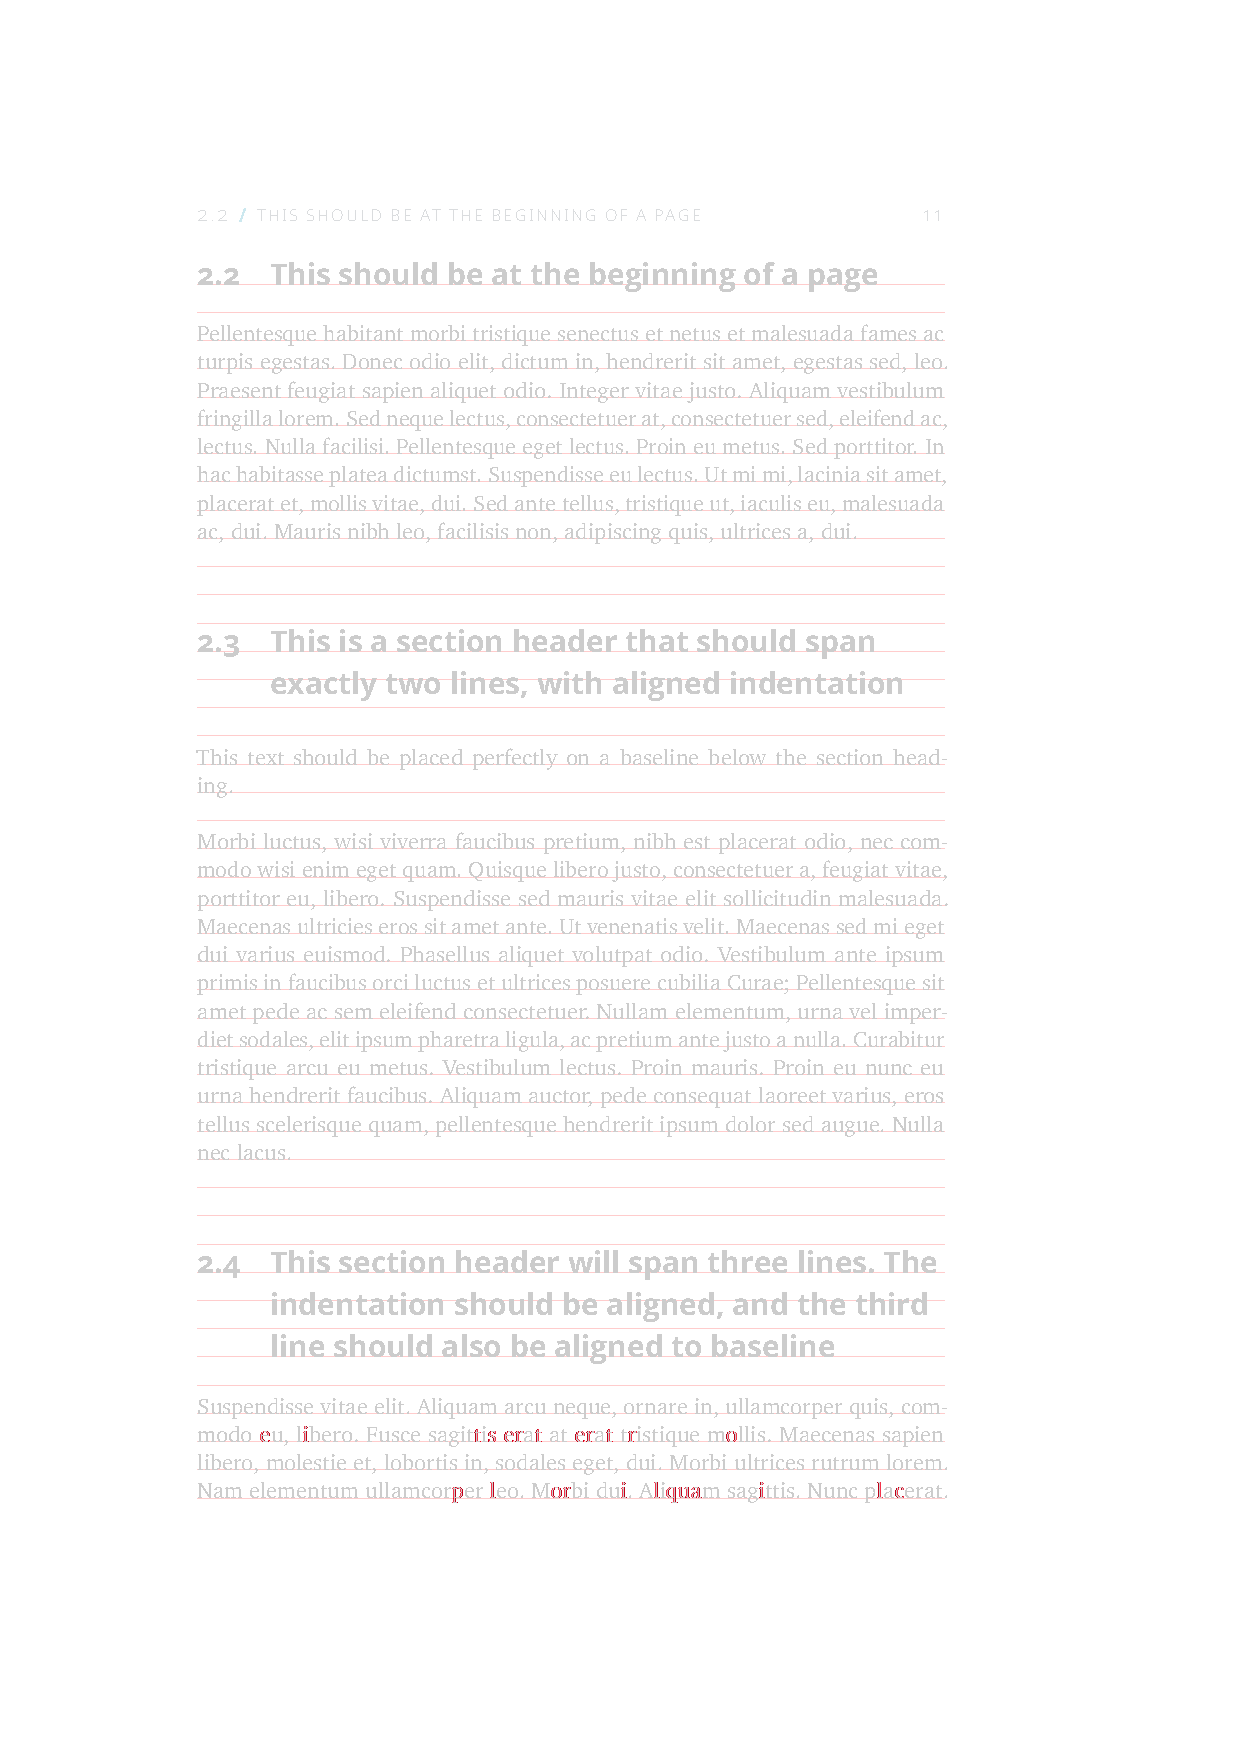 2.2 / THIS SHOULD BE AT THE BEGINNING OF A PAGE 11
2.2 This should be at the beginning of a page
Pellentesque habitant morbi tristique senectus et netus et malesuada fames ac
turpis egestas. Donec odio elit, dictum in, hendrerit sit amet, egestas sed, leo.
Praesent feugiat sapien aliquet odio. Integer vitae justo. Aliquam vestibulum
fringilla lorem. Sed neque lectus, consectetuer at, consectetuer sed, eleifend ac,
lectus. Nulla facilisi. Pellentesque eget lectus. Proin eu metus. Sed porttitor. In
hac habitasse platea dictumst. Suspendisse eu lectus. Ut mi mi, lacinia sit amet,
placerat et, mollis vitae, dui. Sed ante tellus, tristique ut, iaculis eu, malesuada
ac, dui. Mauris nibh leo, facilisis non, adipiscing quis, ultrices a, dui.
2.3 This is a section header that should span
exactly two lines, with aligned indentation
This text should be placed perfectly on a baseline below the section head-
ing.
Morbi luctus, wisi viverra faucibus pretium, nibh est placerat odio, nec com-
modo wisi enim eget quam. Quisque libero justo, consectetuer a, feugiat vitae,
porttitor eu, libero. Suspendisse sed mauris vitae elit sollicitudin malesuada.
Maecenas ultricies eros sit amet ante. Ut venenatis velit. Maecenas sed mi eget
dui varius euismod. Phasellus aliquet volutpat odio. Vestibulum ante ipsum
primis in faucibus orci luctus et ultrices posuere cubilia Curae; Pellentesque sit
amet pede ac sem eleifend consectetuer. Nullam elementum, urna vel imper-
diet sodales, elit ipsum pharetra ligula, ac pretium ante justo a nulla. Curabitur
tristique arcu eu metus. Vestibulum lectus. Proin mauris. Proin eu nunc eu
urna hendrerit faucibus. Aliquam auctor, pede consequat laoreet varius, eros
tellus scelerisque quam, pellentesque hendrerit ipsum dolor sed augue. Nulla
nec lacus.
2.4 This section header will span three lines. The
indentation should be aligned, and the third
line should also be aligned to baseline
Suspendisse vitae elit. Aliquam arcu neque, ornare in, ullamcorper quis, com-
modo eu, libero. Fusce sagittis erat at erat tristique mollis. Maecenas sapien
libero, molestie et, lobortis in, sodales eget, dui. Morbi ultrices rutrum lorem.
Nam elementum ullamcorper leo. Morbi dui. Aliquam sagittis. Nunc placerat.